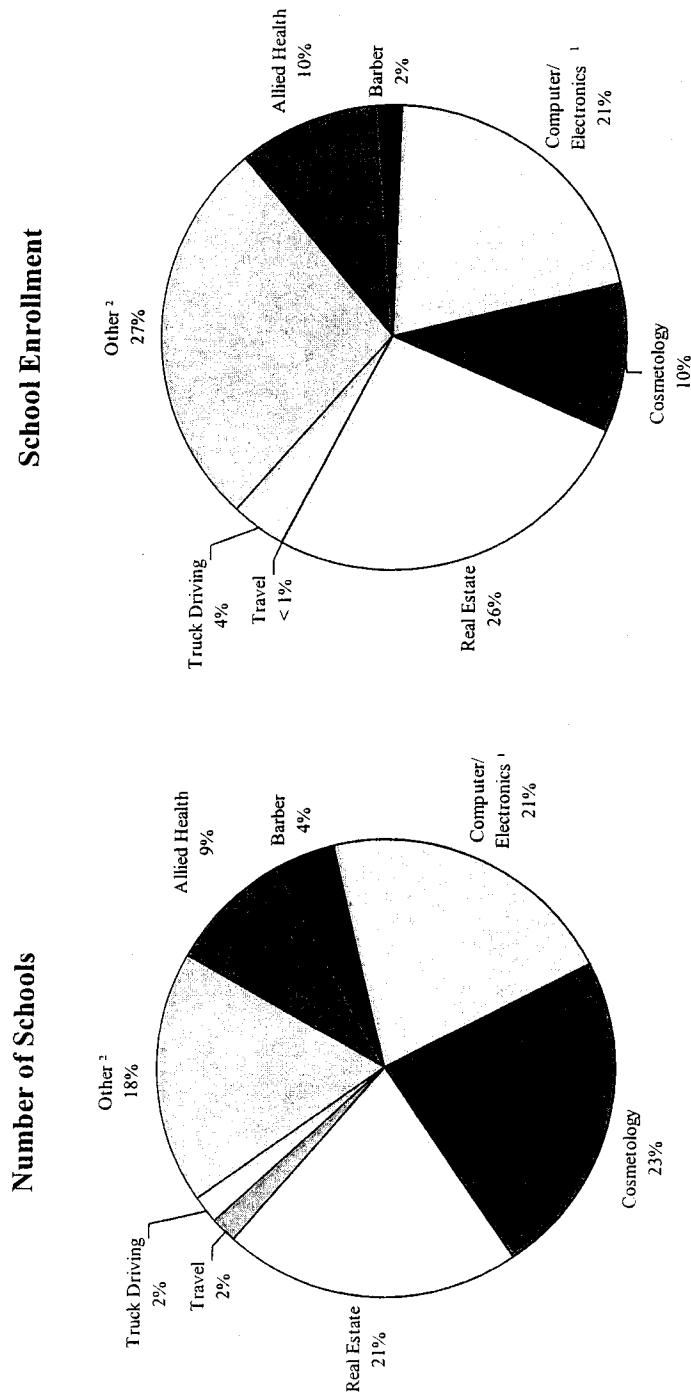 Number of Schools
Other ²
18%
Allied Health
9%
Barber
4%
Computer/
Electronics ¹
21%
Cosmetology
23%
Real Estate
21%
Travel
2%
Truck Driving
2%
School Enrollment
Other ²
27%
Allied Health
10%
Barber
2%
Computer/
Electronics ¹
21%
Cosmetology
10%
Real Estate
26%
Travel
< 1%
Truck Driving
4%